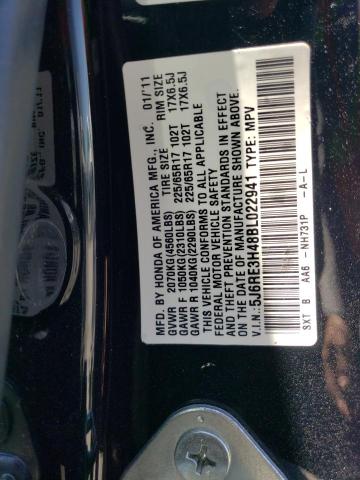 MFD. BY HONDA OF AMERICA MFG., INC. 01/'11
TIRE SIZE RIM SIZE
GVWR 2070KG(4560LBS)
GAWR F 1050KG(2310LBS) 225/65R17 102T 17X6.5J
GAWR R 1040KG(2290LBS) 225/65R17 102T 17X6.5J
THIS VEHICLE CONFORMS TO ALL APPLICABLE
FEDERAL MOTOR VEHICLE SAFETY
AND THEFT PREVENTION STANDARDS IN EFFECT
ON THE DATE OF MANUFACTURE SHOWN ABOVE.
V.I.N.:5J6RE3H48BL022941 TYPE: MPV
SXT B AA6 -NH731P -A-L